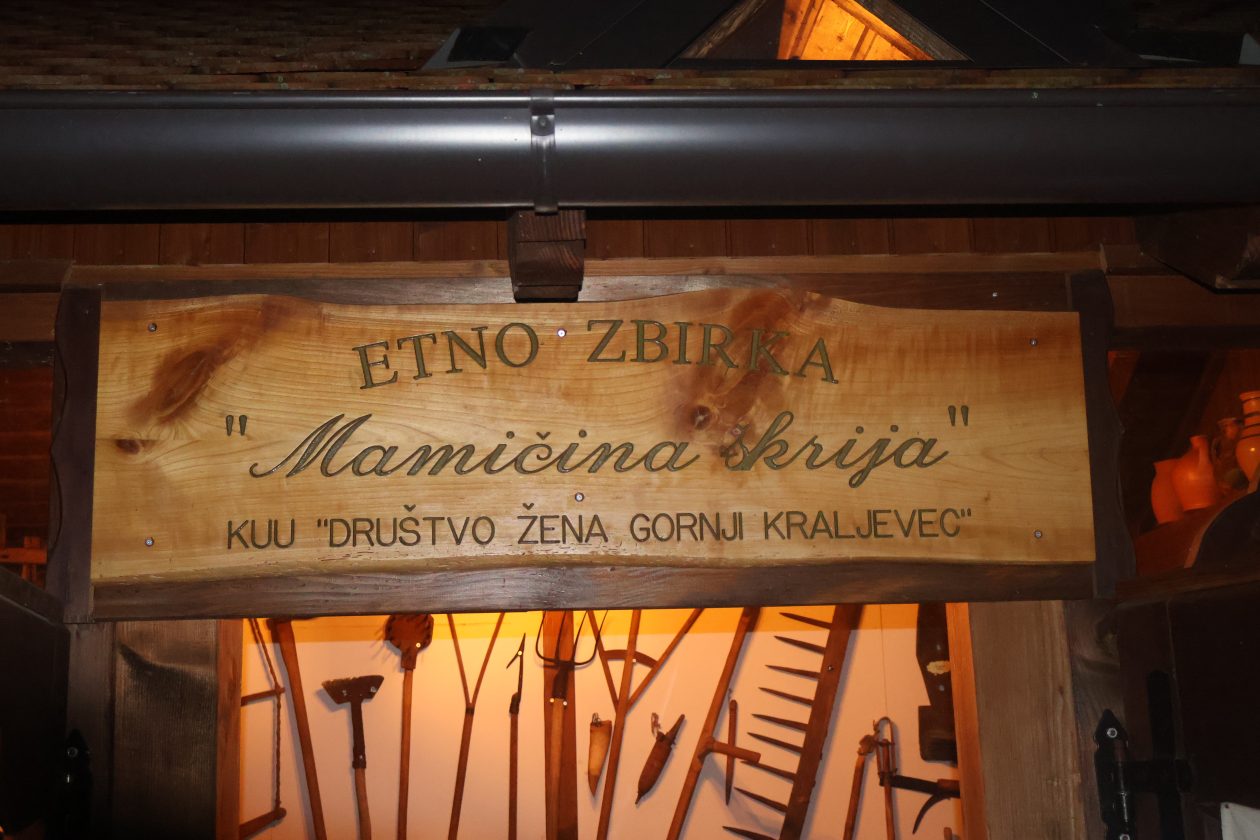 ETNO ZBIRKA
"Mamičina škrija"
KUU "DRUŠTVO ŽENA GORNJI KRALJEVEC"